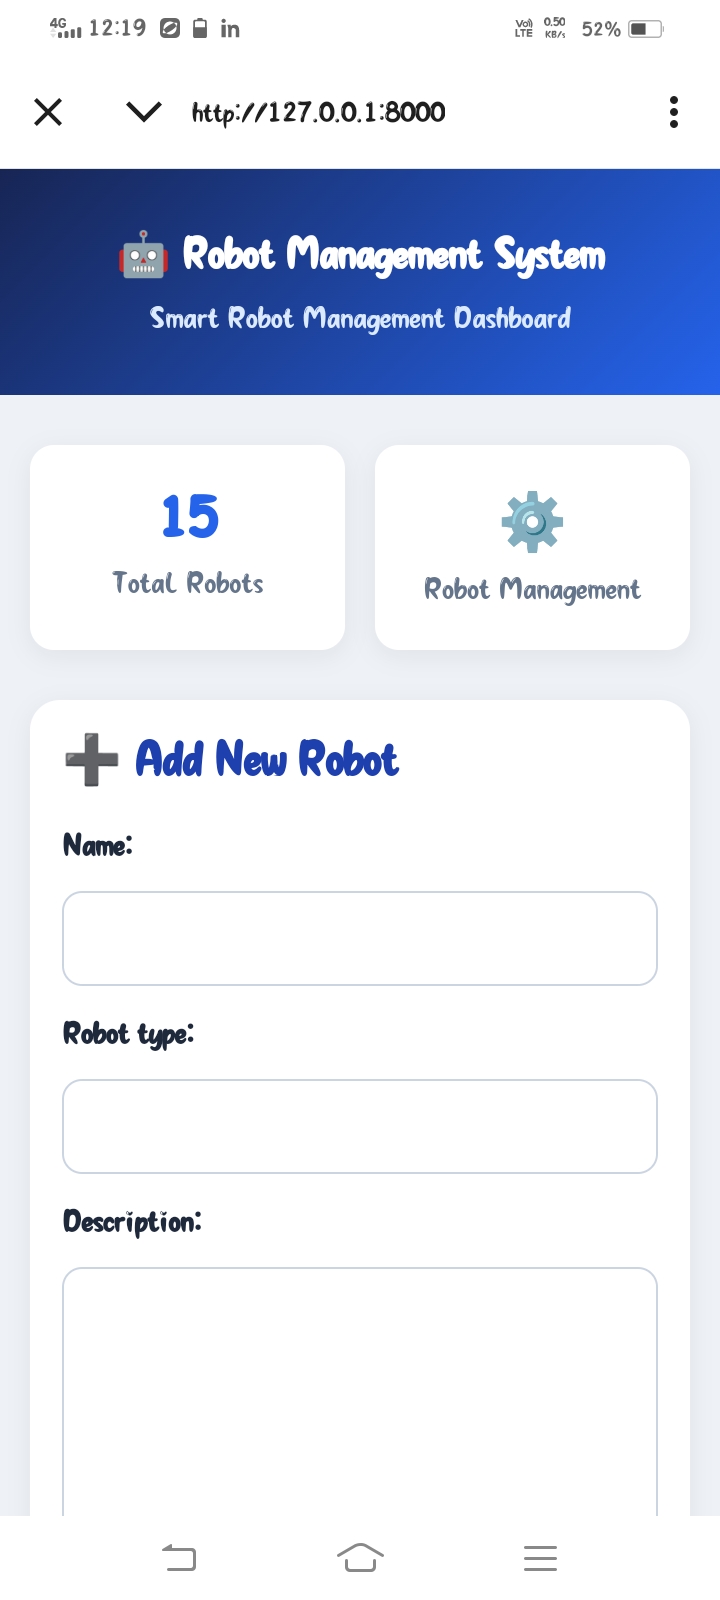 4G 12:19 in Vo)) LTE 0.50 KB/s 52%
http://127.0.0.1:8000
Robot Management System
Smart Robot Management Dashboard
15
Total Robots
Robot Management
Add New Robot
Name:
Robot type:
Description: